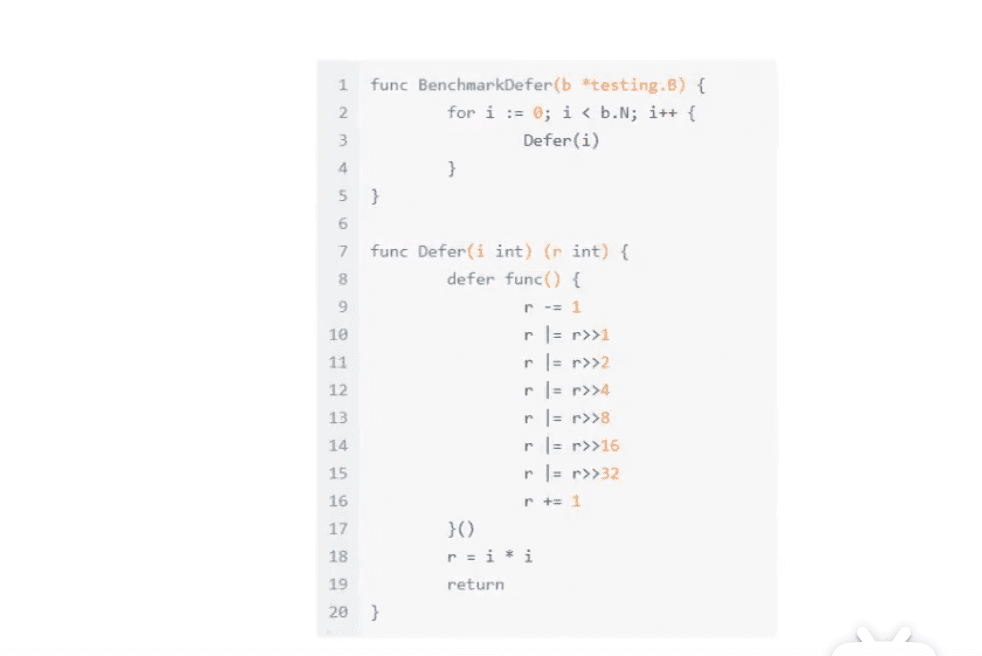 1 func BenchmarkDefer(b *testing.B) {
2 for i := 0; i < b.N; i++ {
3 Defer(i)
4 }
5 }
6
7 func Defer(i int) (r int) {
8 defer func() {
9 r -= 1
10 r |= r>>1
11 r |= r>>2
12 r |= r>>4
13 r |= r>>8
14 r |= r>>16
15 r |= r>>32
16 r += 1
17 }()
18 r = i * i
19 return
20 }